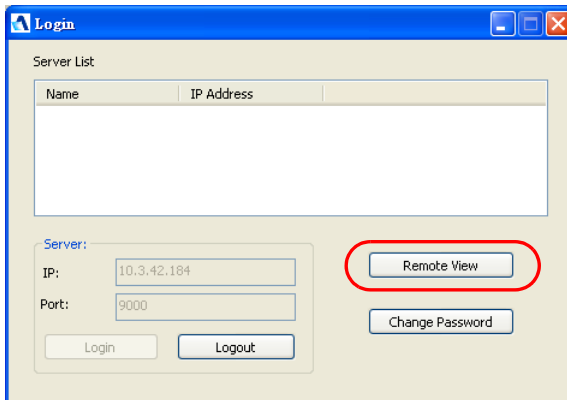 Login
Server List
Name IP Address
Server:
IP: 10.3.42.184
Port: 9000
Login Logout
Remote View
Change Password